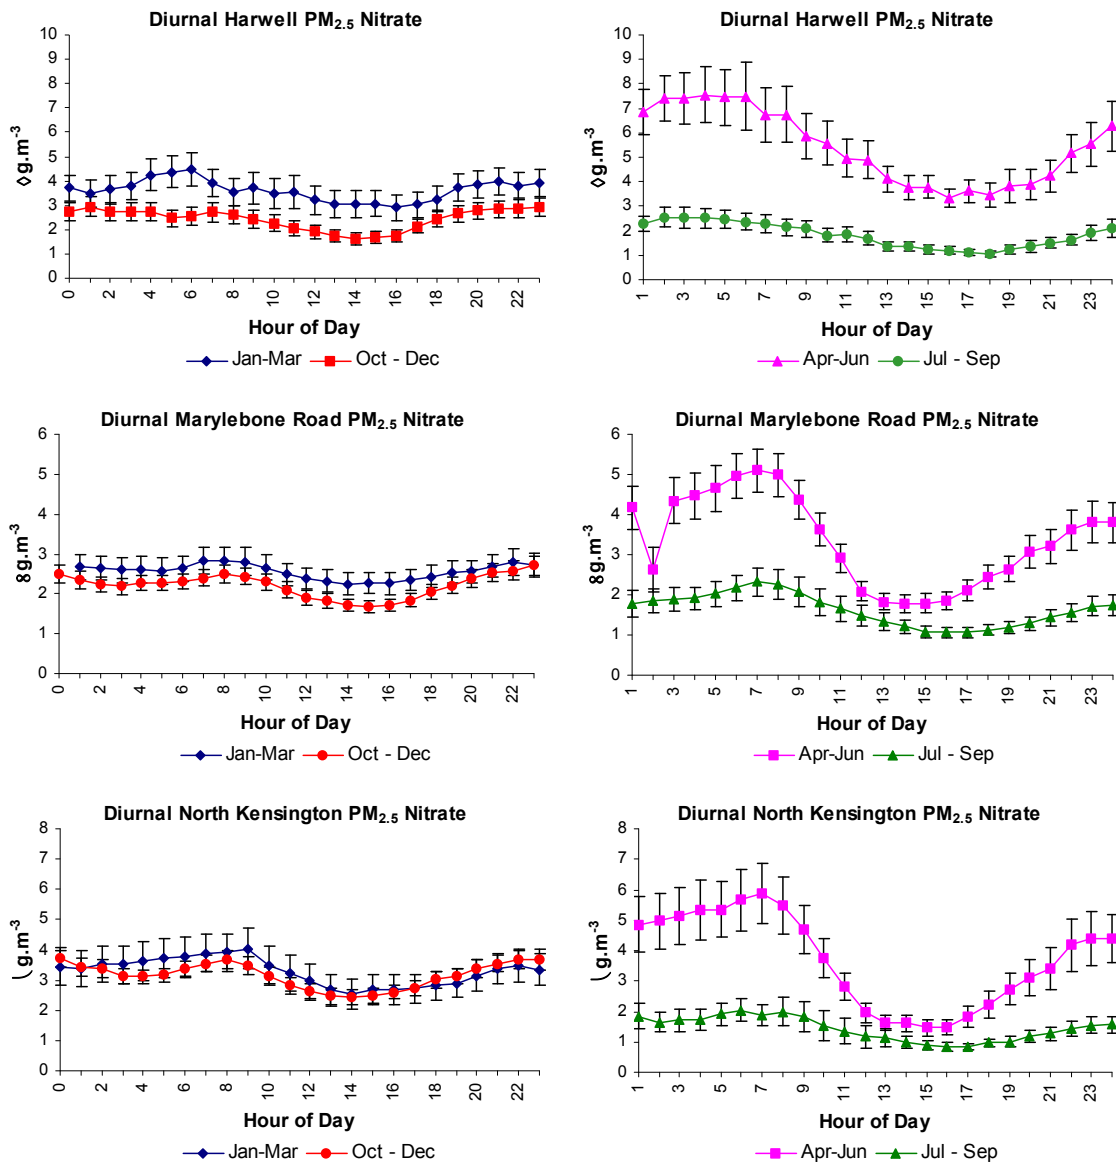 Diurnal Harwell PM2.5 Nitrate
10
9
8
7
6
5
4
3
2
1
0
◊g.m-3
0 2 4 6 8 10 12 14 16 18 20 22
Hour of Day
Jan-Mar Oct - Dec
Diurnal Harwell PM2.5 Nitrate
10
9
8
7
6
5
4
3
2
1
0
◊g.m-3
1 3 5 7 9 11 13 15 17 19 21 23
Hour of Day
Apr-Jun Jul - Sep
Diurnal Marylebone Road PM2.5 Nitrate
6
5
4
3
2
1
0
8g.m-3
0 2 4 6 8 10 12 14 16 18 20 22
Hour of Day
Jan-Mar Oct - Dec
Diurnal Marylebone Road PM2.5 Nitrate
6
5
4
3
2
1
0
8g.m-3
1 3 5 7 9 11 13 15 17 19 21 23
Hour of Day
Apr-Jun Jul - Sep
Diurnal North Kensington PM2.5 Nitrate
8
7
6
5
4
3
2
1
0
(g.m-3
0 2 4 6 8 10 12 14 16 18 20 22
Hour of Day
Jan-Mar Oct - Dec
Diurnal North Kensington PM2.5 Nitrate
8
7
6
5
4
3
2
1
0
(g.m-3
1 3 5 7 9 11 13 15 17 19 21 23
Hour of Day
Apr-Jun Jul - Sep